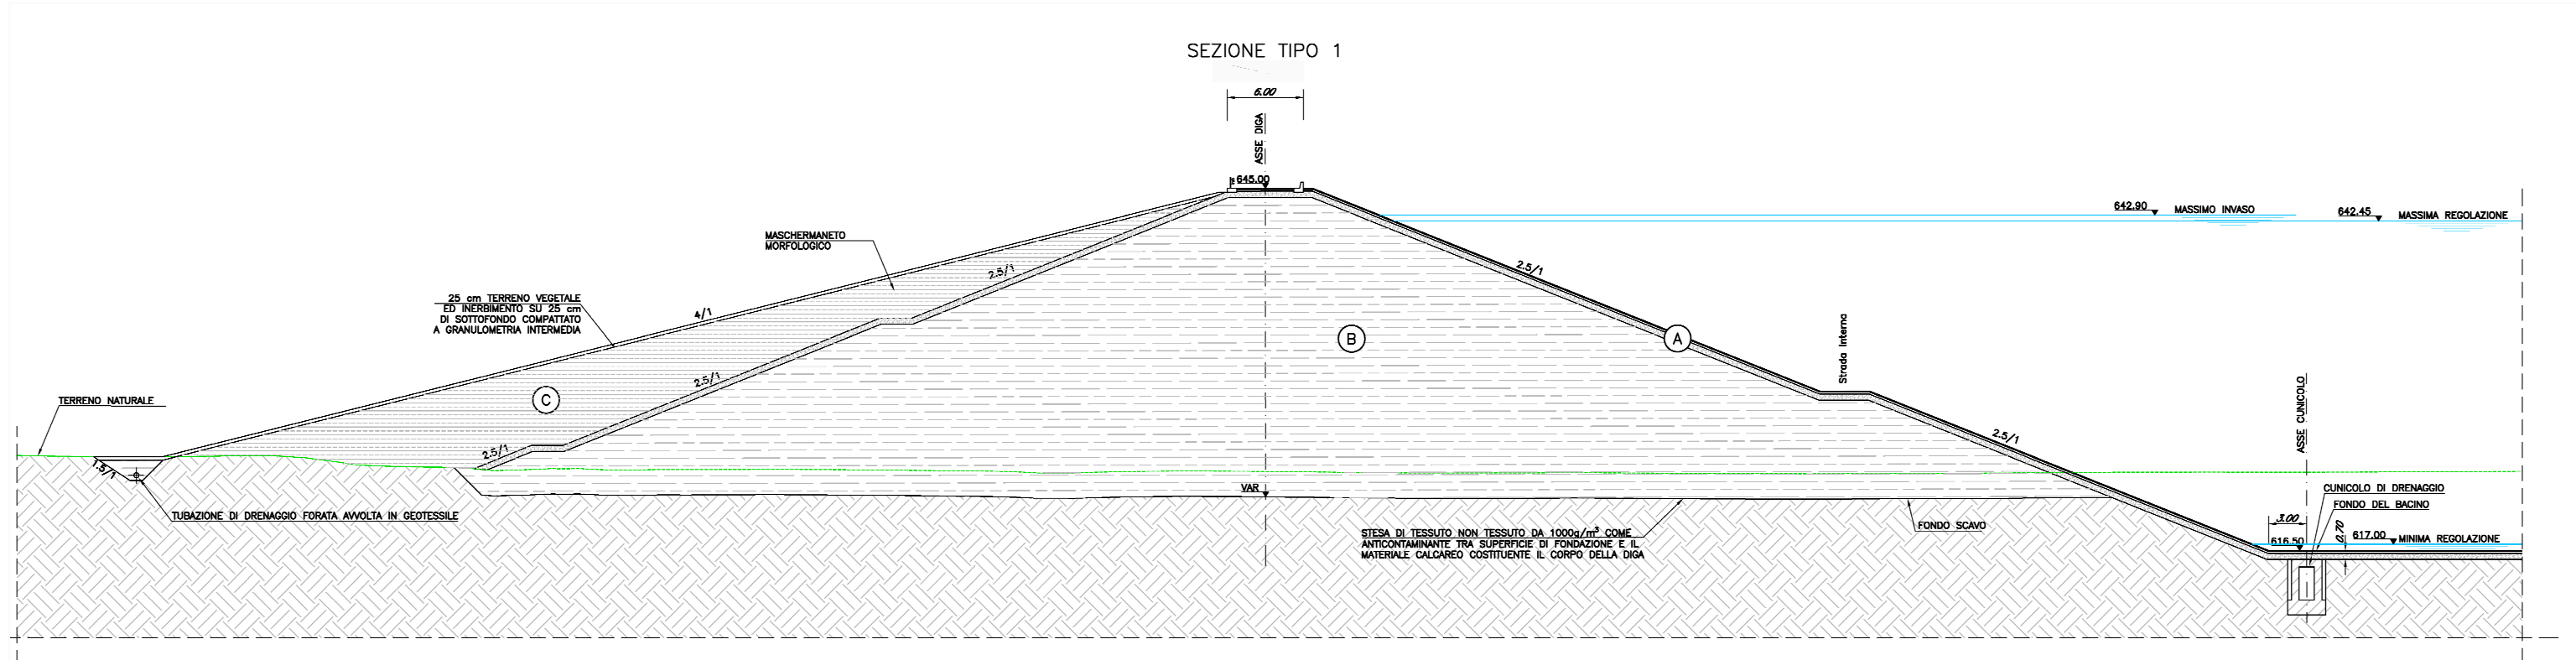 SEZIONE TIPO 1
6.00
ASSE DIGA
645.00
642.90
MASSIMO INVASO
642.45
MASSIMA REGOLAZIONE
MASCHERMANETO
MORFOLOGICO
2.5/1
2.5/1
25 cm TERRENO VEGETALE
ED INERBIMENTO SU 25 cm
DI SOTTOFONDO COMPATTATO
A GRANULOMETRIA INTERMEDIA
4/1
B
A
Strada Interna
2.5/1
C
TERRENO NATURALE
ASSE CUNICOLO
2.5/1
2.5/1
1.5/1
VAR
TUBAZIONE DI DRENAGGIO FORATA AVVOLTA IN GEOTESSILE
CUNICOLO DI DRENAGGIO
FONDO DEL BACINO
STESA DI TESSUTO NON TESSUTO DA 1000g/m³ COME
ANTICONTAMINANTE TRA SUPERFICIE DI FONDAZIONE E IL
MATERIALE CALCAREO COSTITUENTE IL CORPO DELLA DIGA
FONDO SCAVO
3.00
0.70
616.50
617.00
MINIMA REGOLAZIONE